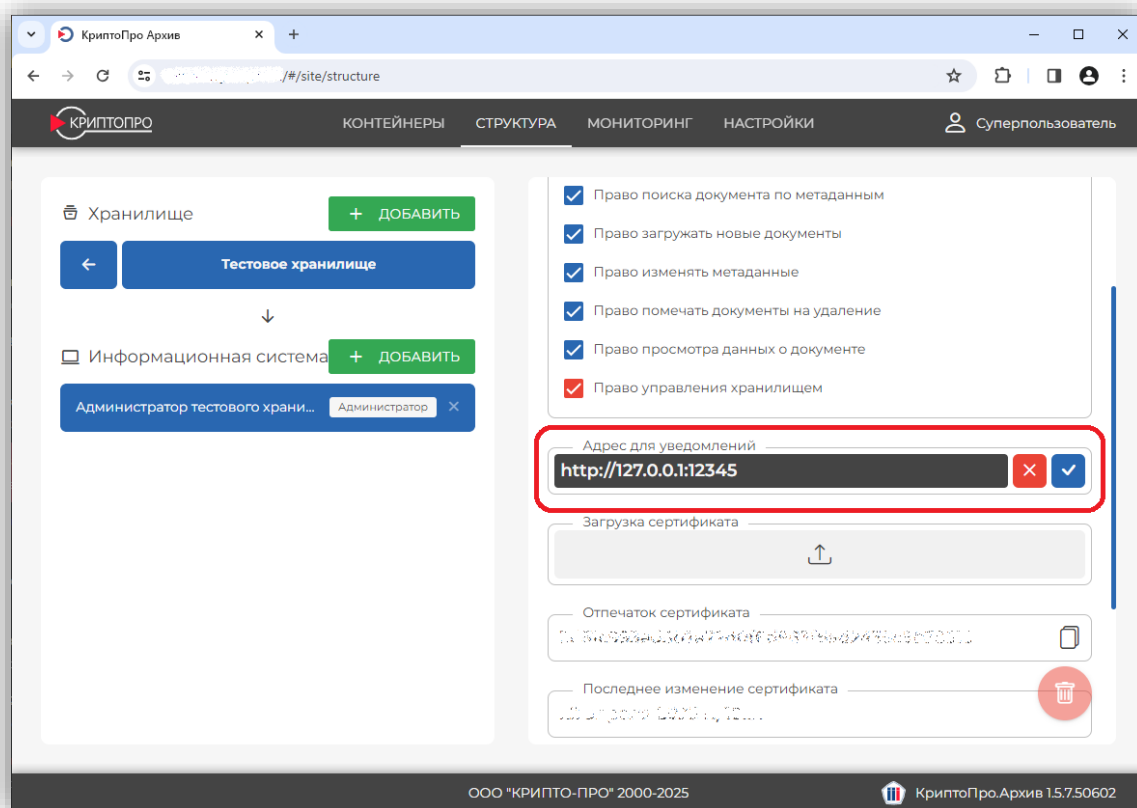 КриптоПро Архив
/#/site/structure
КРИПТОПРО
КОНТЕЙНЕРЫ СТРУКТУРА МОНИТОРИНГ НАСТРОЙКИ
Суперпользователь
Хранилище
+ ДОБАВИТЬ
Тестовое хранилище
Информационная система
+ ДОБАВИТЬ
Администратор тестового храни...
Администратор
Право поиска документа по метаданным
Право загружать новые документы
Право изменять метаданные
Право помечать документы на удаление
Право просмотра данных о документе
Право управления хранилищем
Адрес для уведомлений
http://127.0.0.1:12345
Загрузка сертификата
Отпечаток сертификата
Последнее изменение сертификата
ООО "КРИПТО-ПРО" 2000-2025
КриптоПро.Архив 1.5.7.50602